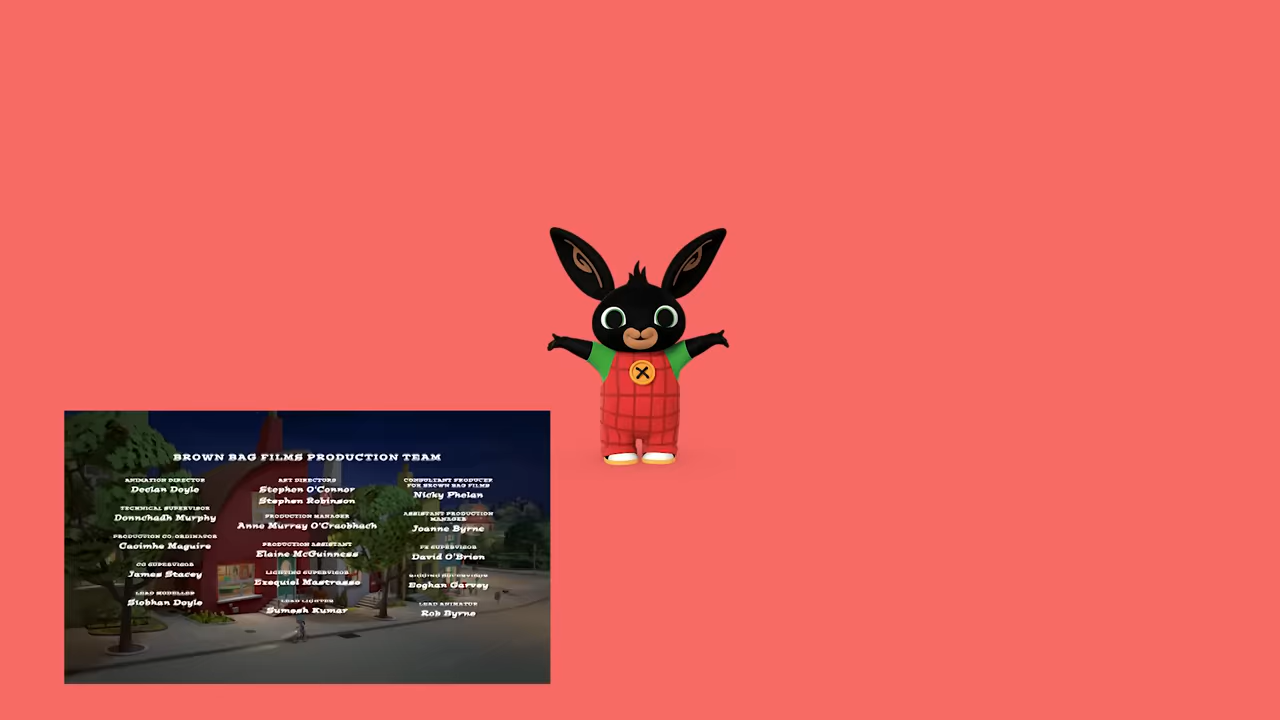 BROWN BAG FILMS PRODUCTION TEAM
ANIMATION DIRECTOR
Declan Doyle
TECHNICAL SUPERVISOR
Donnchadh Murphy
PRODUCTION CO-ORDINATOR
Caoimhe Maguire
CG SUPERVISOR
James Stacey
LEAD MODELLER
Siobhan Doyle
ART DIRECTORS
Stephen O'Connor
Stephen Robinson
PRODUCTION MANAGER
Anne Murray O'Craobhach
PRODUCTION ASSISTANT
Elaine McGuinness
LIGHTING SUPERVISOR
Ezequiel Mastrasso
LEAD LIGHTER
Sumesh Kumar
CONSULTANT PRODUCER
FOR BROWN BAG FILMS
Nicky Phelan
ASSISTANT PRODUCTION
MANAGER
Joanne Byrne
FX SUPERVISOR
David O'Brien
RIGGING SUPERVISOR
Eoghan Garvey
LEAD ANIMATOR
Rob Byrne